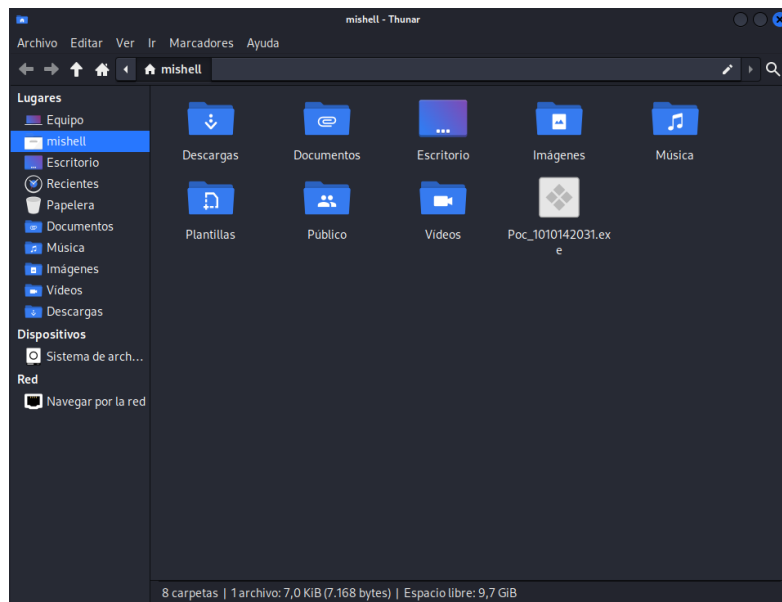 mishell - Thunar
Archivo Editar Ver Ir Marcadores Ayuda
mishell
Lugares
Equipo
mishell
Escritorio
Recientes
Papelera
Documentos
Música
Imágenes
Vídeos
Descargas
Dispositivos
Sistema de arch...
Red
Navegar por la red
Descargas Documentos Escritorio Imágenes Música
Plantillas Público Vídeos Poc_1010142031.ex
e
8 carpetas | 1 archivo: 7,0 KiB (7.168 bytes) | Espacio libre: 9,7 GiB